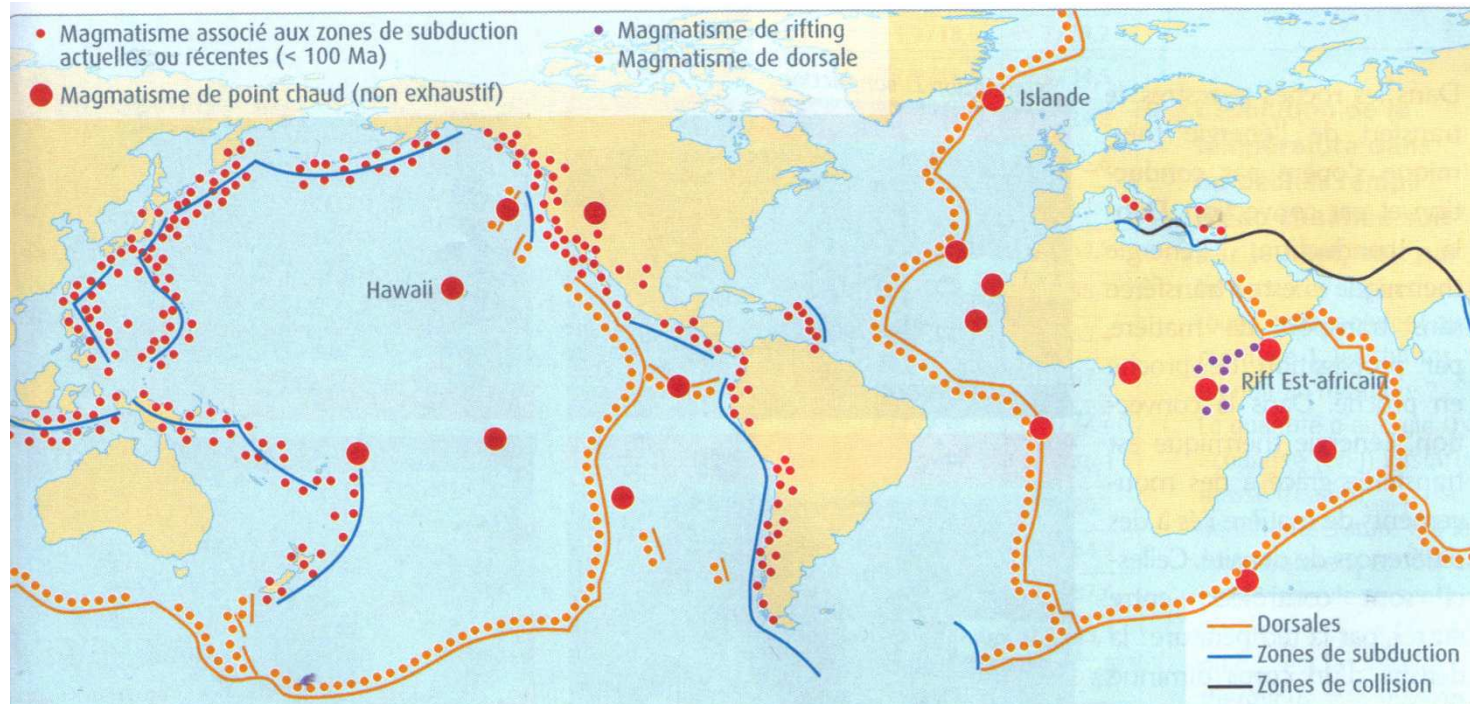 Magmatisme associé aux zones de subduction
actuelles ou récentes (< 100 Ma)
Magmatisme de point chaud (non exhaustif)
Magmatisme de rifting
Magmatisme de dorsale
Islande
Hawaii
Rift Est-africain
Dorsales
Zones de subduction
Zones de collision